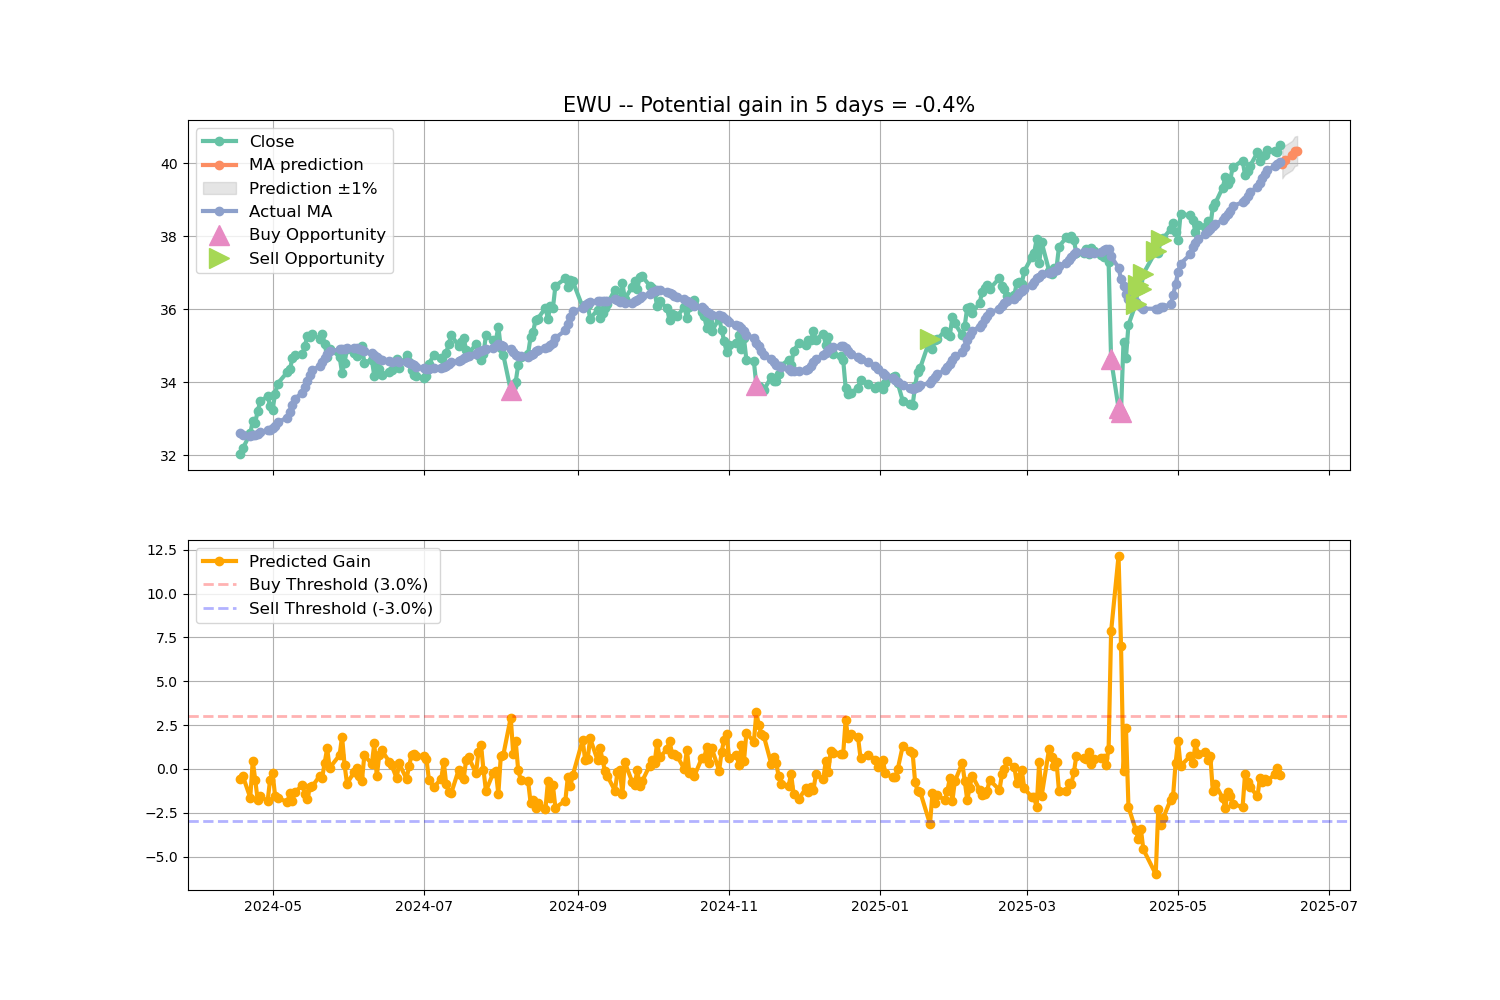 EWU -- Potential gain in 5 days = -0.4%
Close
MA prediction
Prediction ±1%
Actual MA
Buy Opportunity
Sell Opportunity
40
38
36
34
32
Predicted Gain
Buy Threshold (3.0%)
Sell Threshold (-3.0%)
12.5
10.0
7.5
5.0
2.5
0.0
−2.5
−5.0
2024-05 2024-07 2024-09 2024-11 2025-01 2025-03 2025-05 2025-07